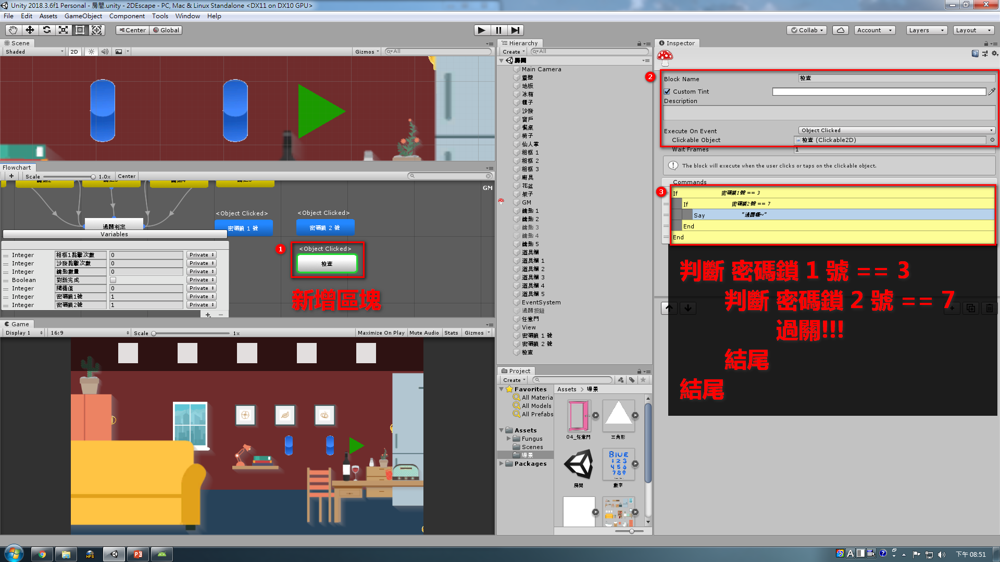 Unity 2018.3.6f1 Personal - 房間.unity - 2DEscape - PC, Mac & Linux Standalone <DX11 on DX10 GPU>
File Edit Assets GameObject Component Tools Window Help
Center Global
Collab Account Layers Layout
Scene
Shaded 2D Gizmos All
Flowchart
Scale 1.0x Center
GM
<Object Clicked> <Object Clicked>
過關判定 密碼鎖 1 號 密碼鎖 2 號
Variables
Integer 相框1點擊次數 0 Private
Integer 沙發點擊次數 0 Private
Integer 鑰匙數量 0 Private
Boolean 對話完成 Private
Integer 隨機值 0 Private
Integer 密碼鎖1號 1 Private
Integer 密碼鎖2號 1 Private
1
<Object Clicked>
檢查
新增區塊
Game
Display 1 16:9 Scale 1x Maximize On Play Mute Audio Stats Gizmos
Hierarchy
Create All
房間
Main Camera
牆壁
地板
冰箱
櫃子
沙發
窗戶
餐桌
椅子
仙人掌
相框 1
相框 2
相框 3
廚具
花盆
架子
GM
鑰匙 1
鑰匙 2
鑰匙 3
鑰匙 4
鑰匙 5
道具欄
道具欄 1
道具欄 2
道具欄 3
道具欄 4
道具欄 5
EventSystem
過關按鈕
任意門
View
密碼鎖 1 號
密碼鎖 2 號
檢查
Project
Create
Favorites
All Materia
All Models
All Prefabs
Assets
Fungus
Scenes
場景
Packages
Assets 場景
04_任意門 三角形
BLUE
1 2 3
4 5 6
7 8 9
房間 數字
Inspector
2
Block Name 檢查
Custom Tint
Description
Execute On Event Object Clicked
Clickable Object 檢查 (Clickable2D)
Wait Frames 1
The block will execute when the user clicks or taps on the clickable object.
Commands
3
If 密碼鎖1號 == 3
If 密碼鎖2號 == 7
Say "過關囉~"
End
End
判斷 密碼鎖 1 號 == 3
判斷 密碼鎖 2 號 == 7
過關!!!
結尾
結尾
HFS
下午 08:51